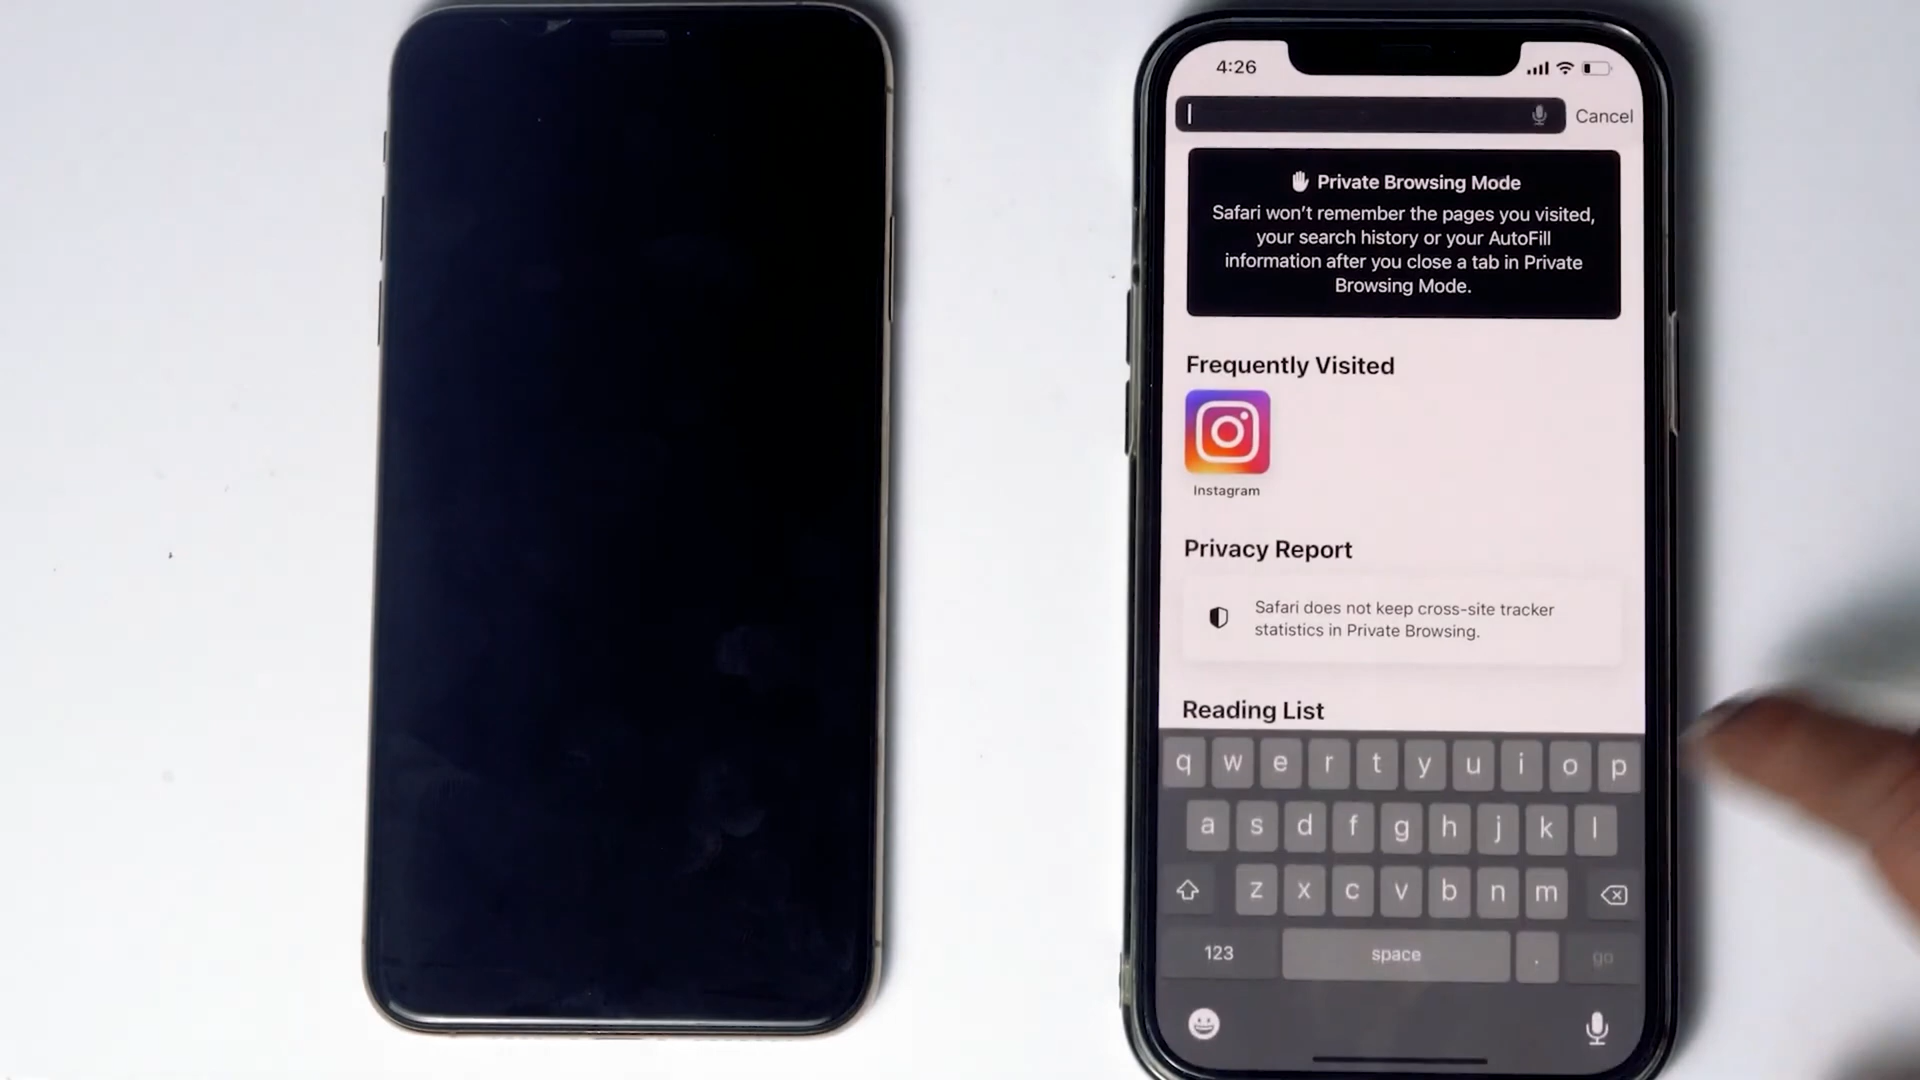 4:26
Cancel
Private Browsing Mode
Safari won't remember the pages you visited,
your search history or your AutoFill
information after you close a tab in Private
Browsing Mode.
Frequently Visited
Instagram
Privacy Report
Safari does not keep cross-site tracker
statistics in Private Browsing.
Reading List
q w e r t y u i o p
a s d f g h j k l
z x c v b n m
123 space . go